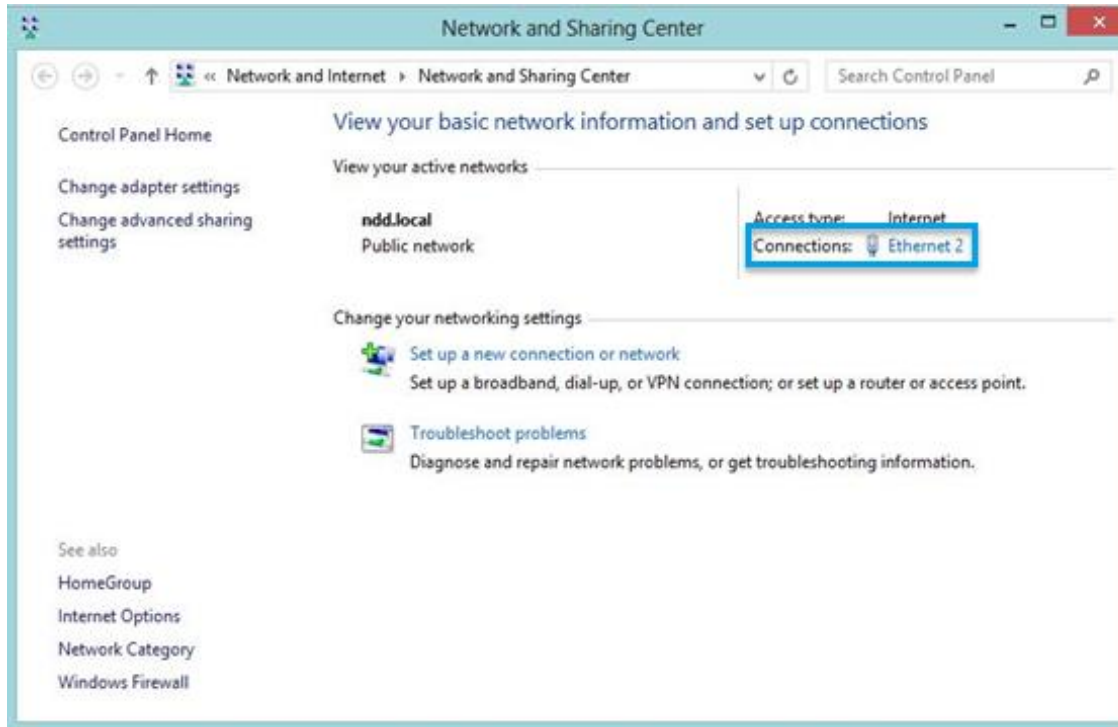 Network and Sharing Center
« Network and Internet ▸ Network and Sharing Center
Search Control Panel
Control Panel Home
Change adapter settings
Change advanced sharing
settings
View your basic network information and set up connections
View your active networks
ndd.local
Public network
Access type: Internet
Connections: Ethernet 2
Change your networking settings
Set up a new connection or network
Set up a broadband, dial-up, or VPN connection; or set up a router or access point.
Troubleshoot problems
Diagnose and repair network problems, or get troubleshooting information.
See also
HomeGroup
Internet Options
Network Category
Windows Firewall